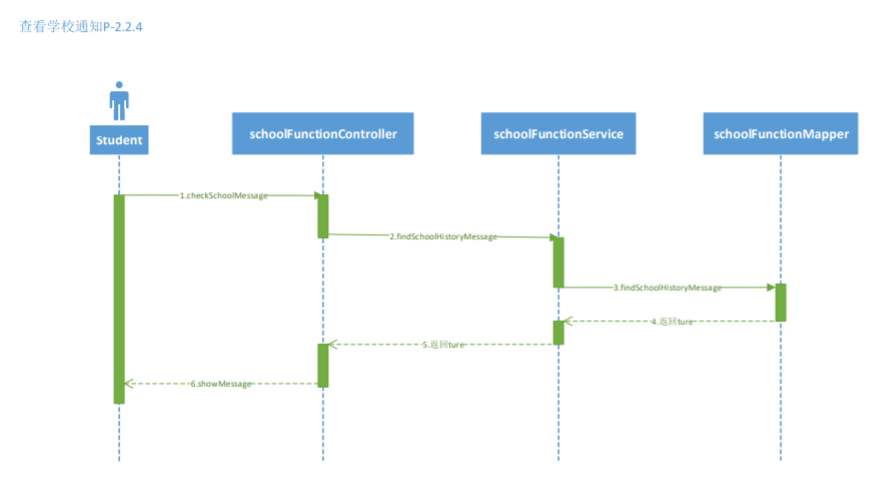 查看学校通知P-2.2.4
Student
schoolFunctionController
schoolFunctionService
schoolFunctionMapper
1.checkSchoolMessage
2.findSchoolHistoryMessage
3.findSchoolHistoryMessage
4.返回ture
5.返回ture
6.showMessage